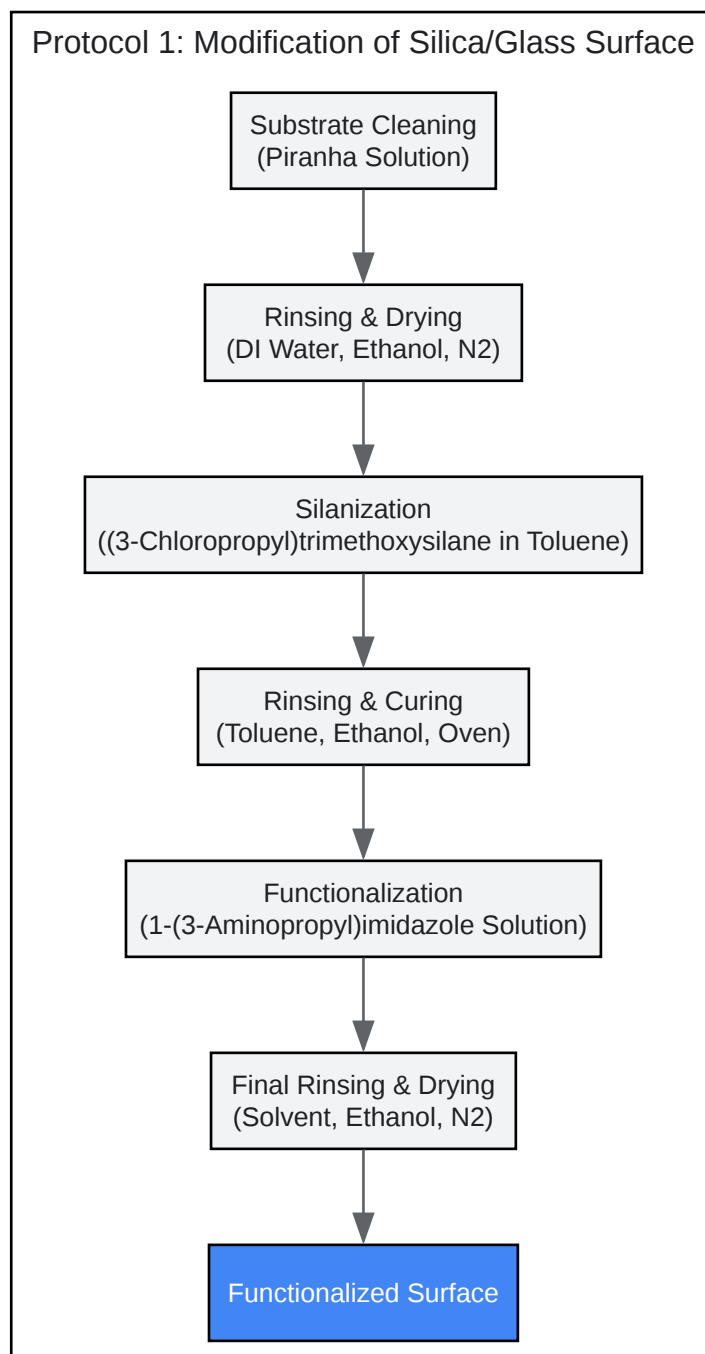 Protocol 1: Modification of Silica/Glass Surface
Substrate Cleaning
(Piranha Solution)
Rinsing & Drying
(DI Water, Ethanol, N2)
Silanization
((3-Chloropropyl)trimethoxysilane in Toluene)
Rinsing & Curing
(Toluene, Ethanol, Oven)
Functionalization
(1-(3-Aminopropyl)imidazole Solution)
Final Rinsing & Drying
(Solvent, Ethanol, N2)
Functionalized Surface